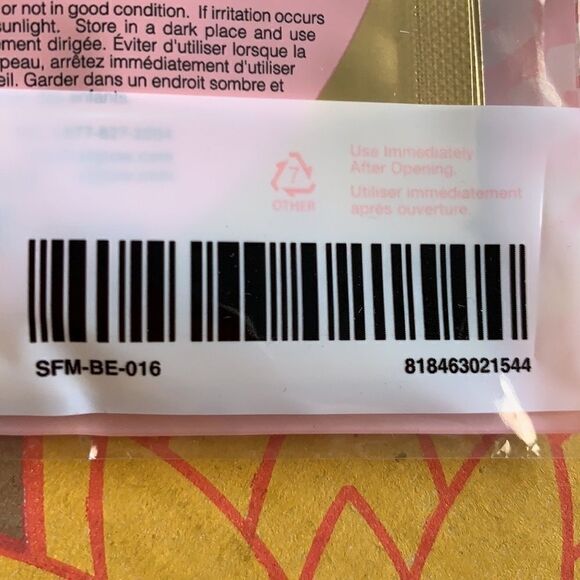 or not in good condition. If irritation occurs
sunlight. Store in a dark place and use
ment dirigée. Éviter d'utiliser lorsque la
peau, arrêtez immédiatement d'utiliser
eil. Garder dans un endroit sombre et
enfants.
Use Immediately
After Opening.
7
OTHER
Utiliser immédiatement
après ouverture.
SFM-BE-016
818463021544